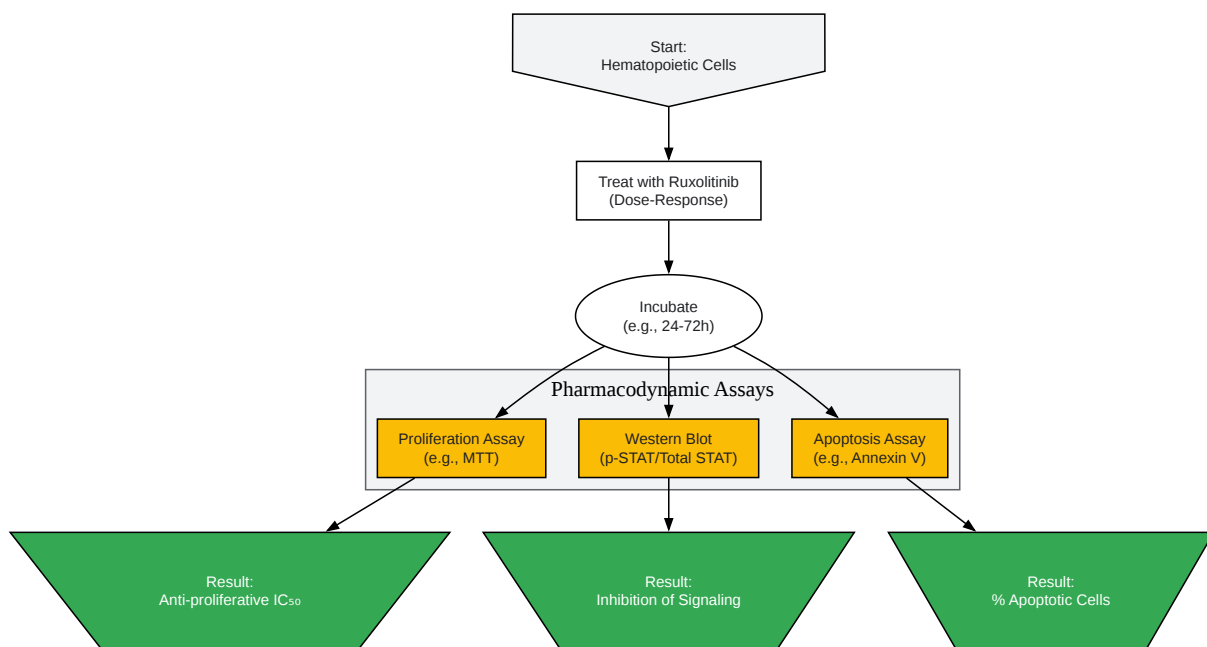 Start:
Hematopoietic Cells
Treat with Ruxolitinib
(Dose-Response)
Incubate
(e.g., 24-72h)
Pharmacodynamic Assays
Proliferation Assay
(e.g., MTT)
Western Blot
(p-STAT/Total STAT)
Apoptosis Assay
(e.g., Annexin V)
Result:
Anti-proliferative IC₅₀
Result:
Inhibition of Signaling
Result:
% Apoptotic Cells